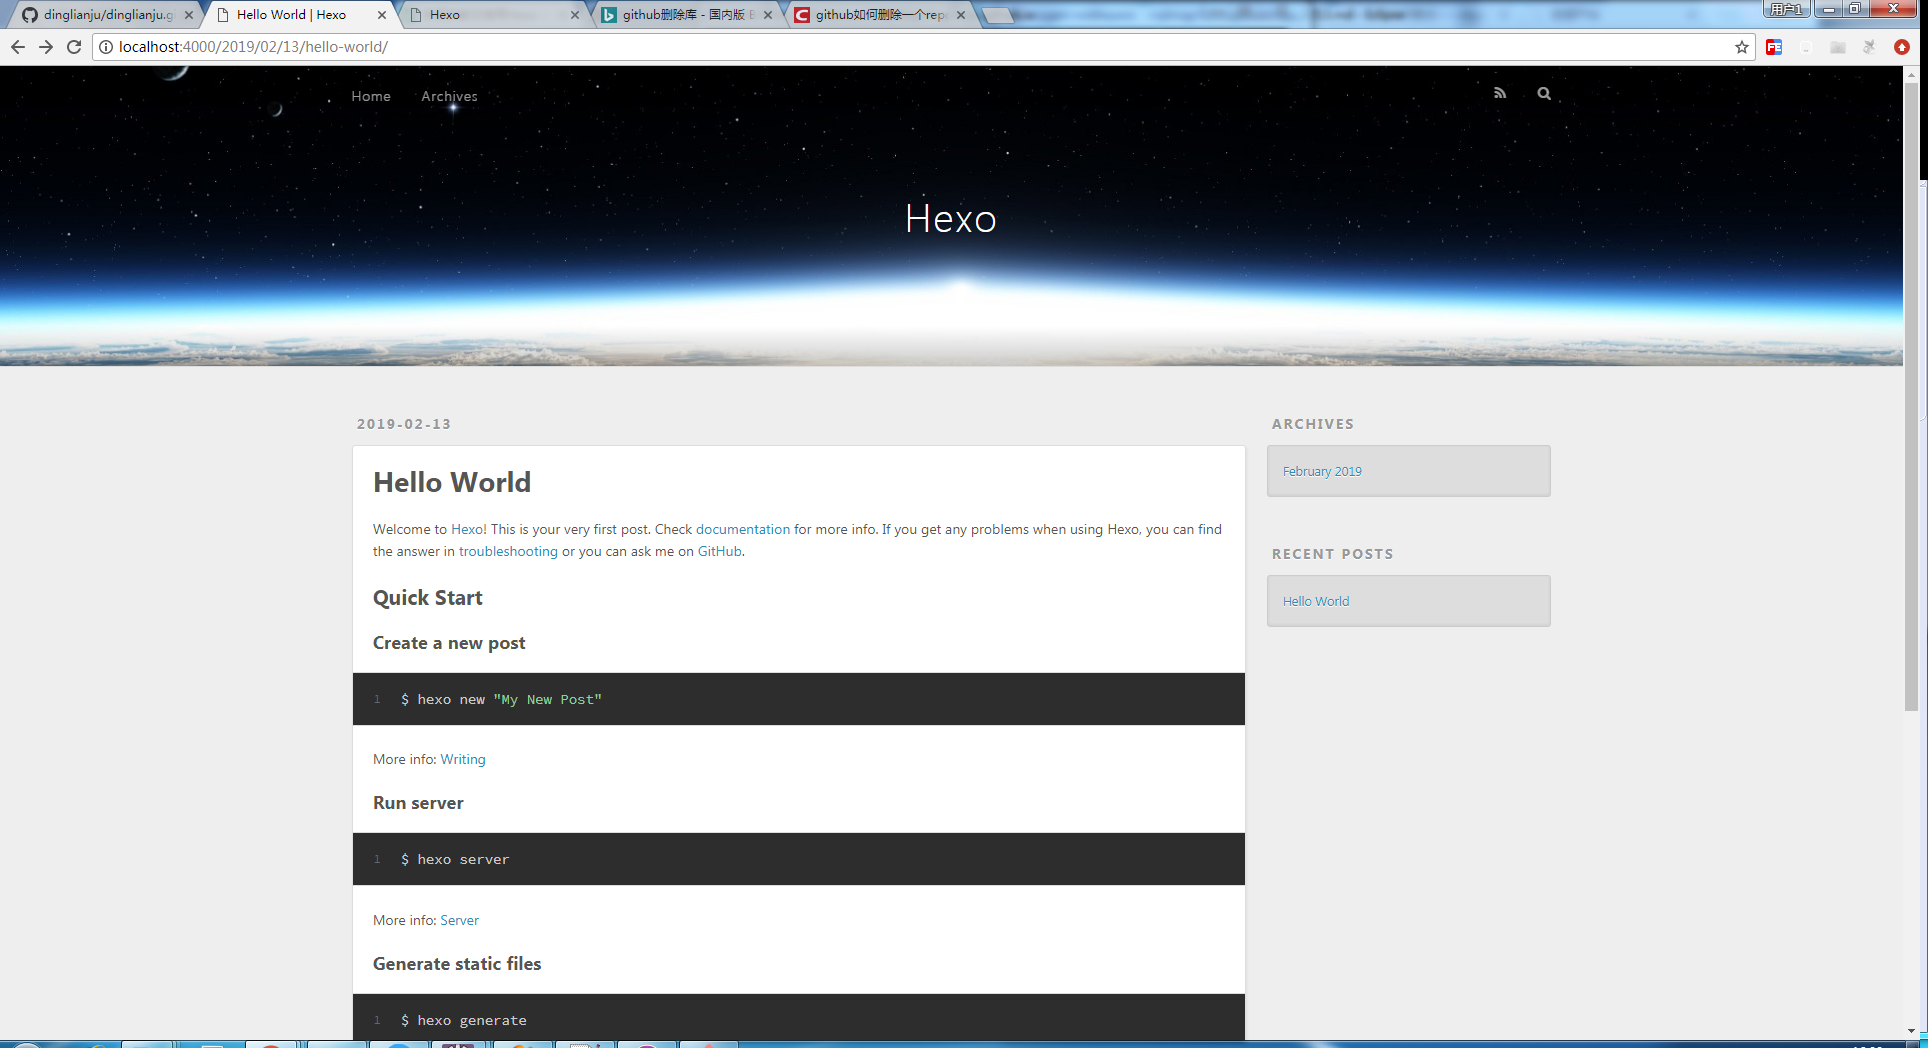 dinglianju/dinglianju.g
Hello World | Hexo
Hexo
github删除库 - 国内版 B
github如何删除一个repo
用户1
localhost:4000/2019/02/13/hello-world/
Home
Archives
Hexo
2019-02-13
Hello World
Welcome to Hexo! This is your very first post. Check documentation for more info. If you get any problems when using Hexo, you can find
the answer in troubleshooting or you can ask me on GitHub.
Quick Start
Create a new post
1 $ hexo new "My New Post"
More info: Writing
Run server
1 $ hexo server
More info: Server
Generate static files
1 $ hexo generate
ARCHIVES
February 2019
RECENT POSTS
Hello World